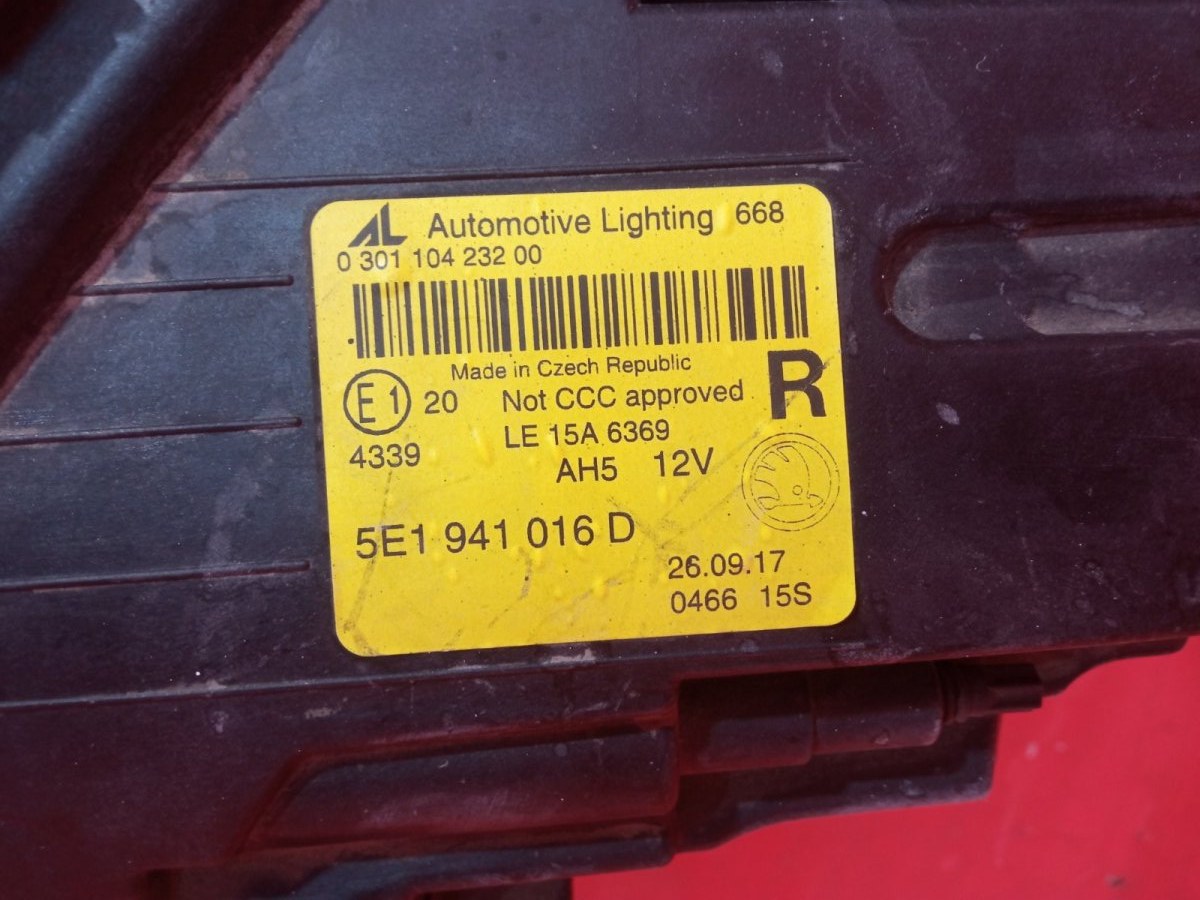 AL Automotive Lighting 668
0 301 104 232 00
Made in Czech Republic
E1 20 Not CCC approved R
4339 LE 15A 6369
AH5 12V
5E1 941 016 D
26.09.17
0466 15S